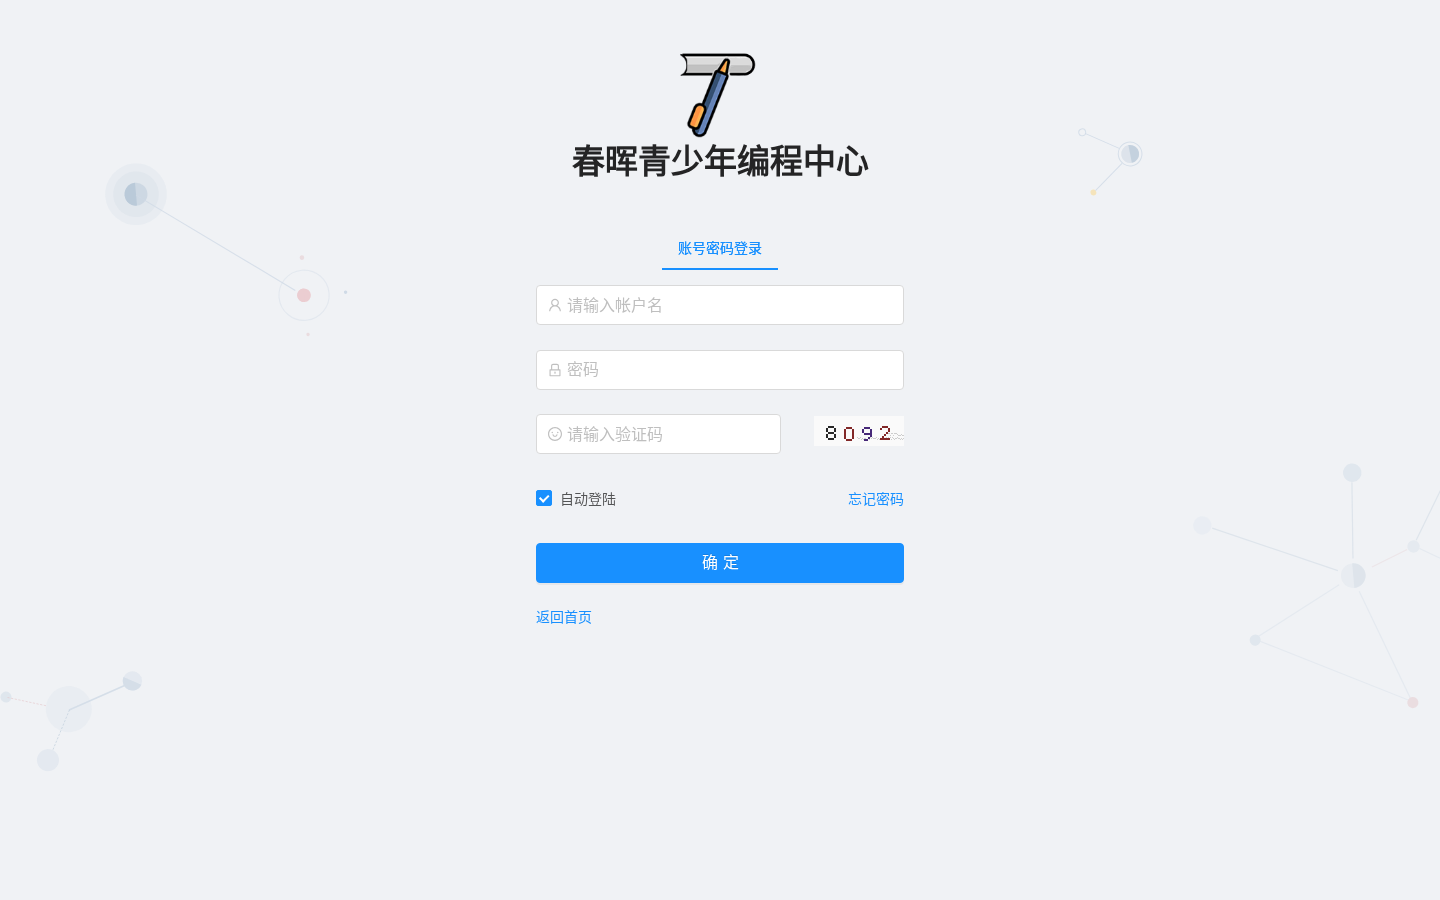 春晖青少年编程中心
账号密码登录
请输入帐户名
密码
请输入验证码
8092
自动登陆
忘记密码
确 定
返回首页